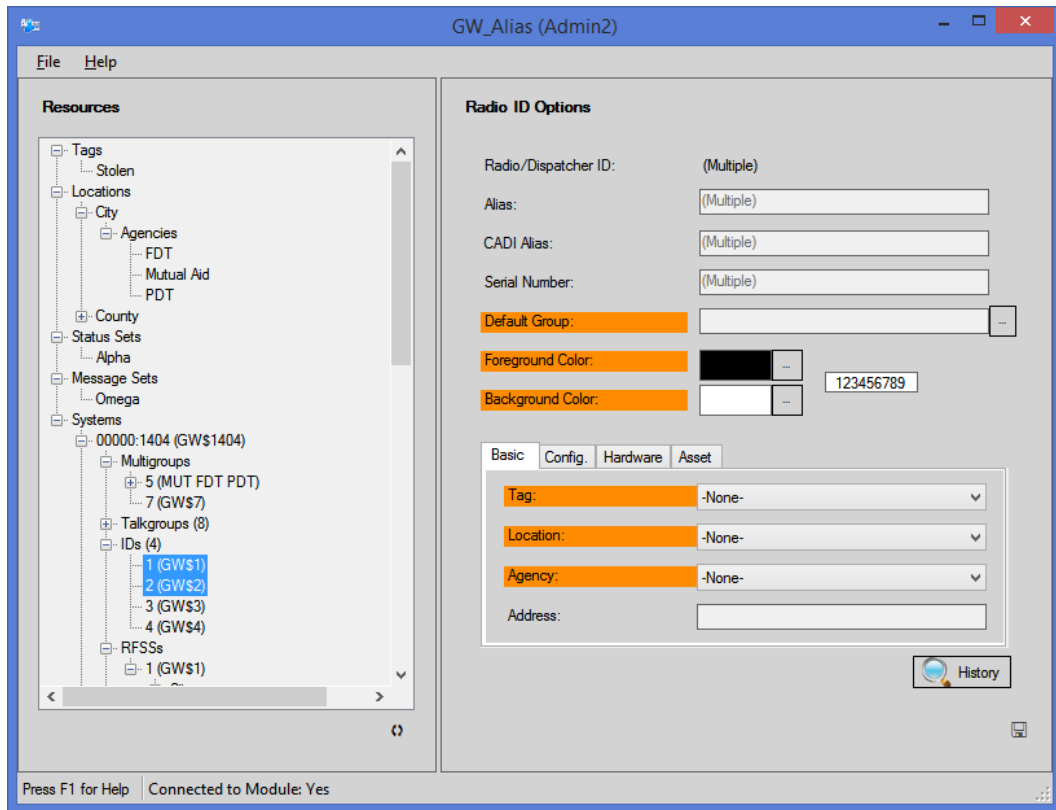 GW_Alias (Admin2)
File Help
Resources
Tags
Stolen
Locations
City
Agencies
FDT
Mutual Aid
PDT
County
Status Sets
Alpha
Message Sets
Omega
Systems
00000:1404 (GW$1404)
Multigroups
5 (MUT FDT PDT)
7 (GW$7)
Talkgroups (8)
IDs (4)
1 (GW$1)
2 (GW$2)
3 (GW$3)
4 (GW$4)
RFSSs
1 (GW$1)
Radio ID Options
Radio/Dispatcher ID: (Multiple)
Alias: (Multiple)
CADI Alias: (Multiple)
Serial Number: (Multiple)
Default Group: ...
Foreground Color: ...
123456789
Background Color: ...
Basic Config. Hardware Asset
Tag: -None-
Location: -None-
Agency: -None-
Address:
History
Press F1 for Help Connected to Module: Yes